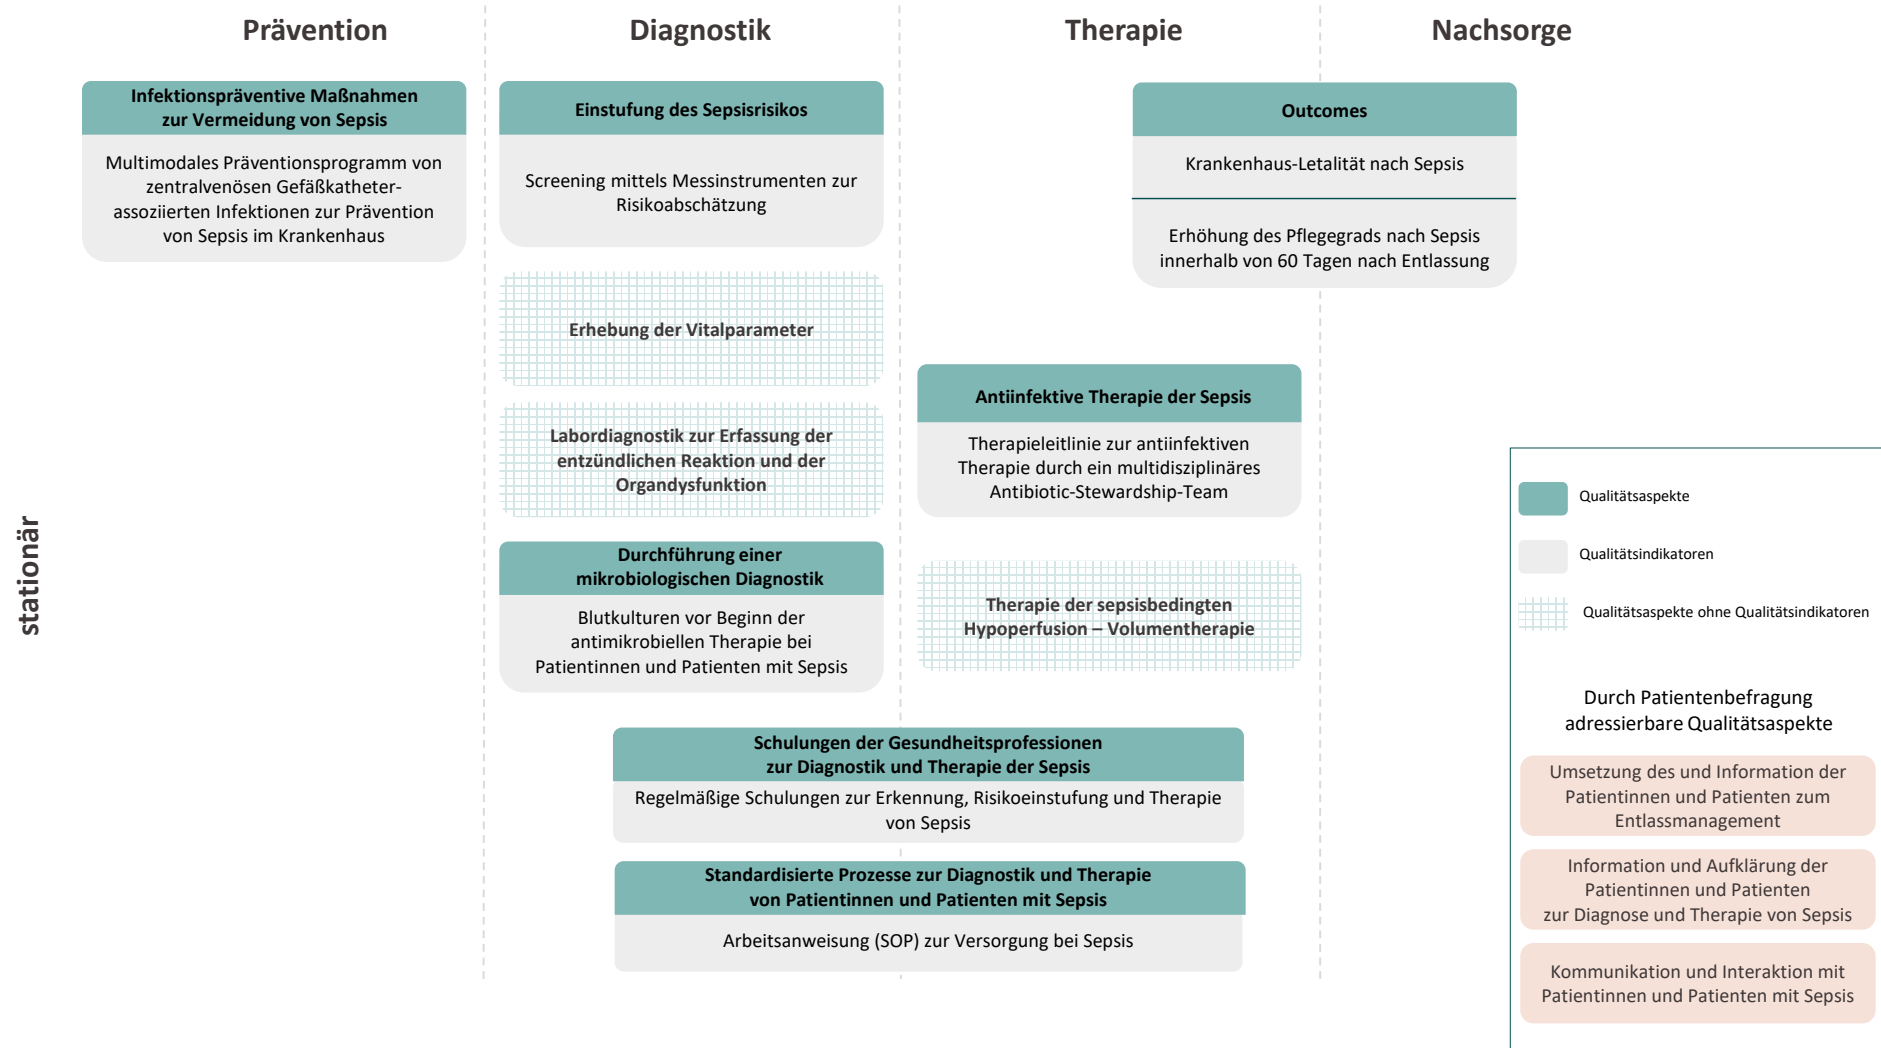 Prävention
Diagnostik
Therapie
Nachsorge
stationär
Infektionspräventive Maßnahmen
zur Vermeidung von Sepsis
Multimodales Präventionsprogramm von
zentralvenösen Gefäßkatheter-
assoziierten Infektionen zur Prävention
von Sepsis im Krankenhaus
Einstufung des Sepsisrisikos
Screening mittels Messinstrumenten zur
Risikoabschätzung
Erhebung der Vitalparameter
Labordiagnostik zur Erfassung der
entzündlichen Reaktion und der
Organdysfunktion
Durchführung einer
mikrobiologischen Diagnostik
Blutkulturen vor Beginn der
antimikrobiellen Therapie bei
Patientinnen und Patienten mit Sepsis
Outcomes
Krankenhaus-Letalität nach Sepsis
Erhöhung des Pflegegrads nach Sepsis
innerhalb von 60 Tagen nach Entlassung
Antiinfektive Therapie der Sepsis
Therapieleitlinie zur antiinfektiven
Therapie durch ein multidisziplinäres
Antibiotic-Stewardship-Team
Therapie der sepsisbedingten
Hypoperfusion – Volumentherapie
Schulungen der Gesundheitsprofessionen
zur Diagnostik und Therapie der Sepsis
Regelmäßige Schulungen zur Erkennung, Risikoeinstufung und Therapie
von Sepsis
Standardisierte Prozesse zur Diagnostik und Therapie
von Patientinnen und Patienten mit Sepsis
Arbeitsanweisung (SOP) zur Versorgung bei Sepsis
Qualitätsaspekte
Qualitätsindikatoren
Qualitätsaspekte ohne Qualitätsindikatoren
Durch Patientenbefragung
adressierbare Qualitätsaspekte
Umsetzung des und Information der
Patientinnen und Patienten zum
Entlassmanagement
Information und Aufklärung der
Patientinnen und Patienten
zur Diagnose und Therapie von Sepsis
Kommunikation und Interaktion mit
Patientinnen und Patienten mit Sepsis